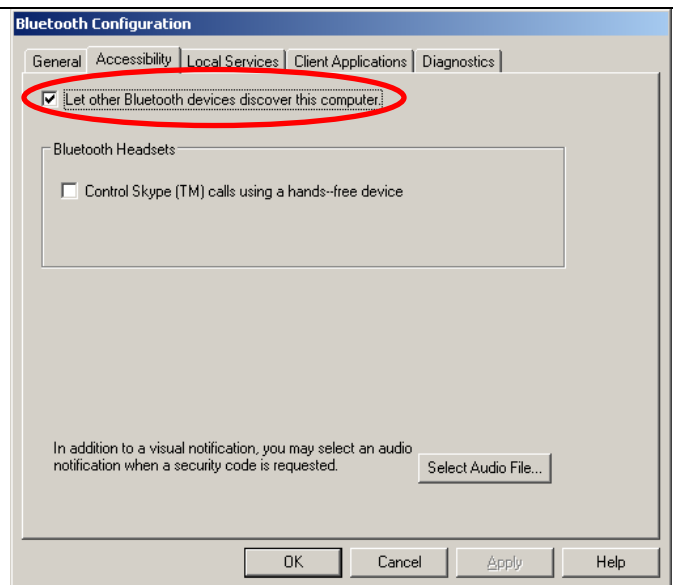 Bluetooth Configuration
General Accessibility Local Services Client Applications Diagnostics
Let other Bluetooth devices discover this computer.
Bluetooth Headsets
Control Skype (TM) calls using a hands--free device
In addition to a visual notification, you may select an audio
notification when a security code is requested.
Select Audio File...
OK Cancel Apply Help